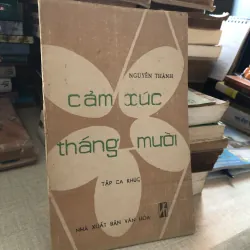 NGUYỄN THÀNH
cảm xúc
tháng mười
TẬP CA KHÚC
NHÀ XUẤT BẢN VĂN HÓA